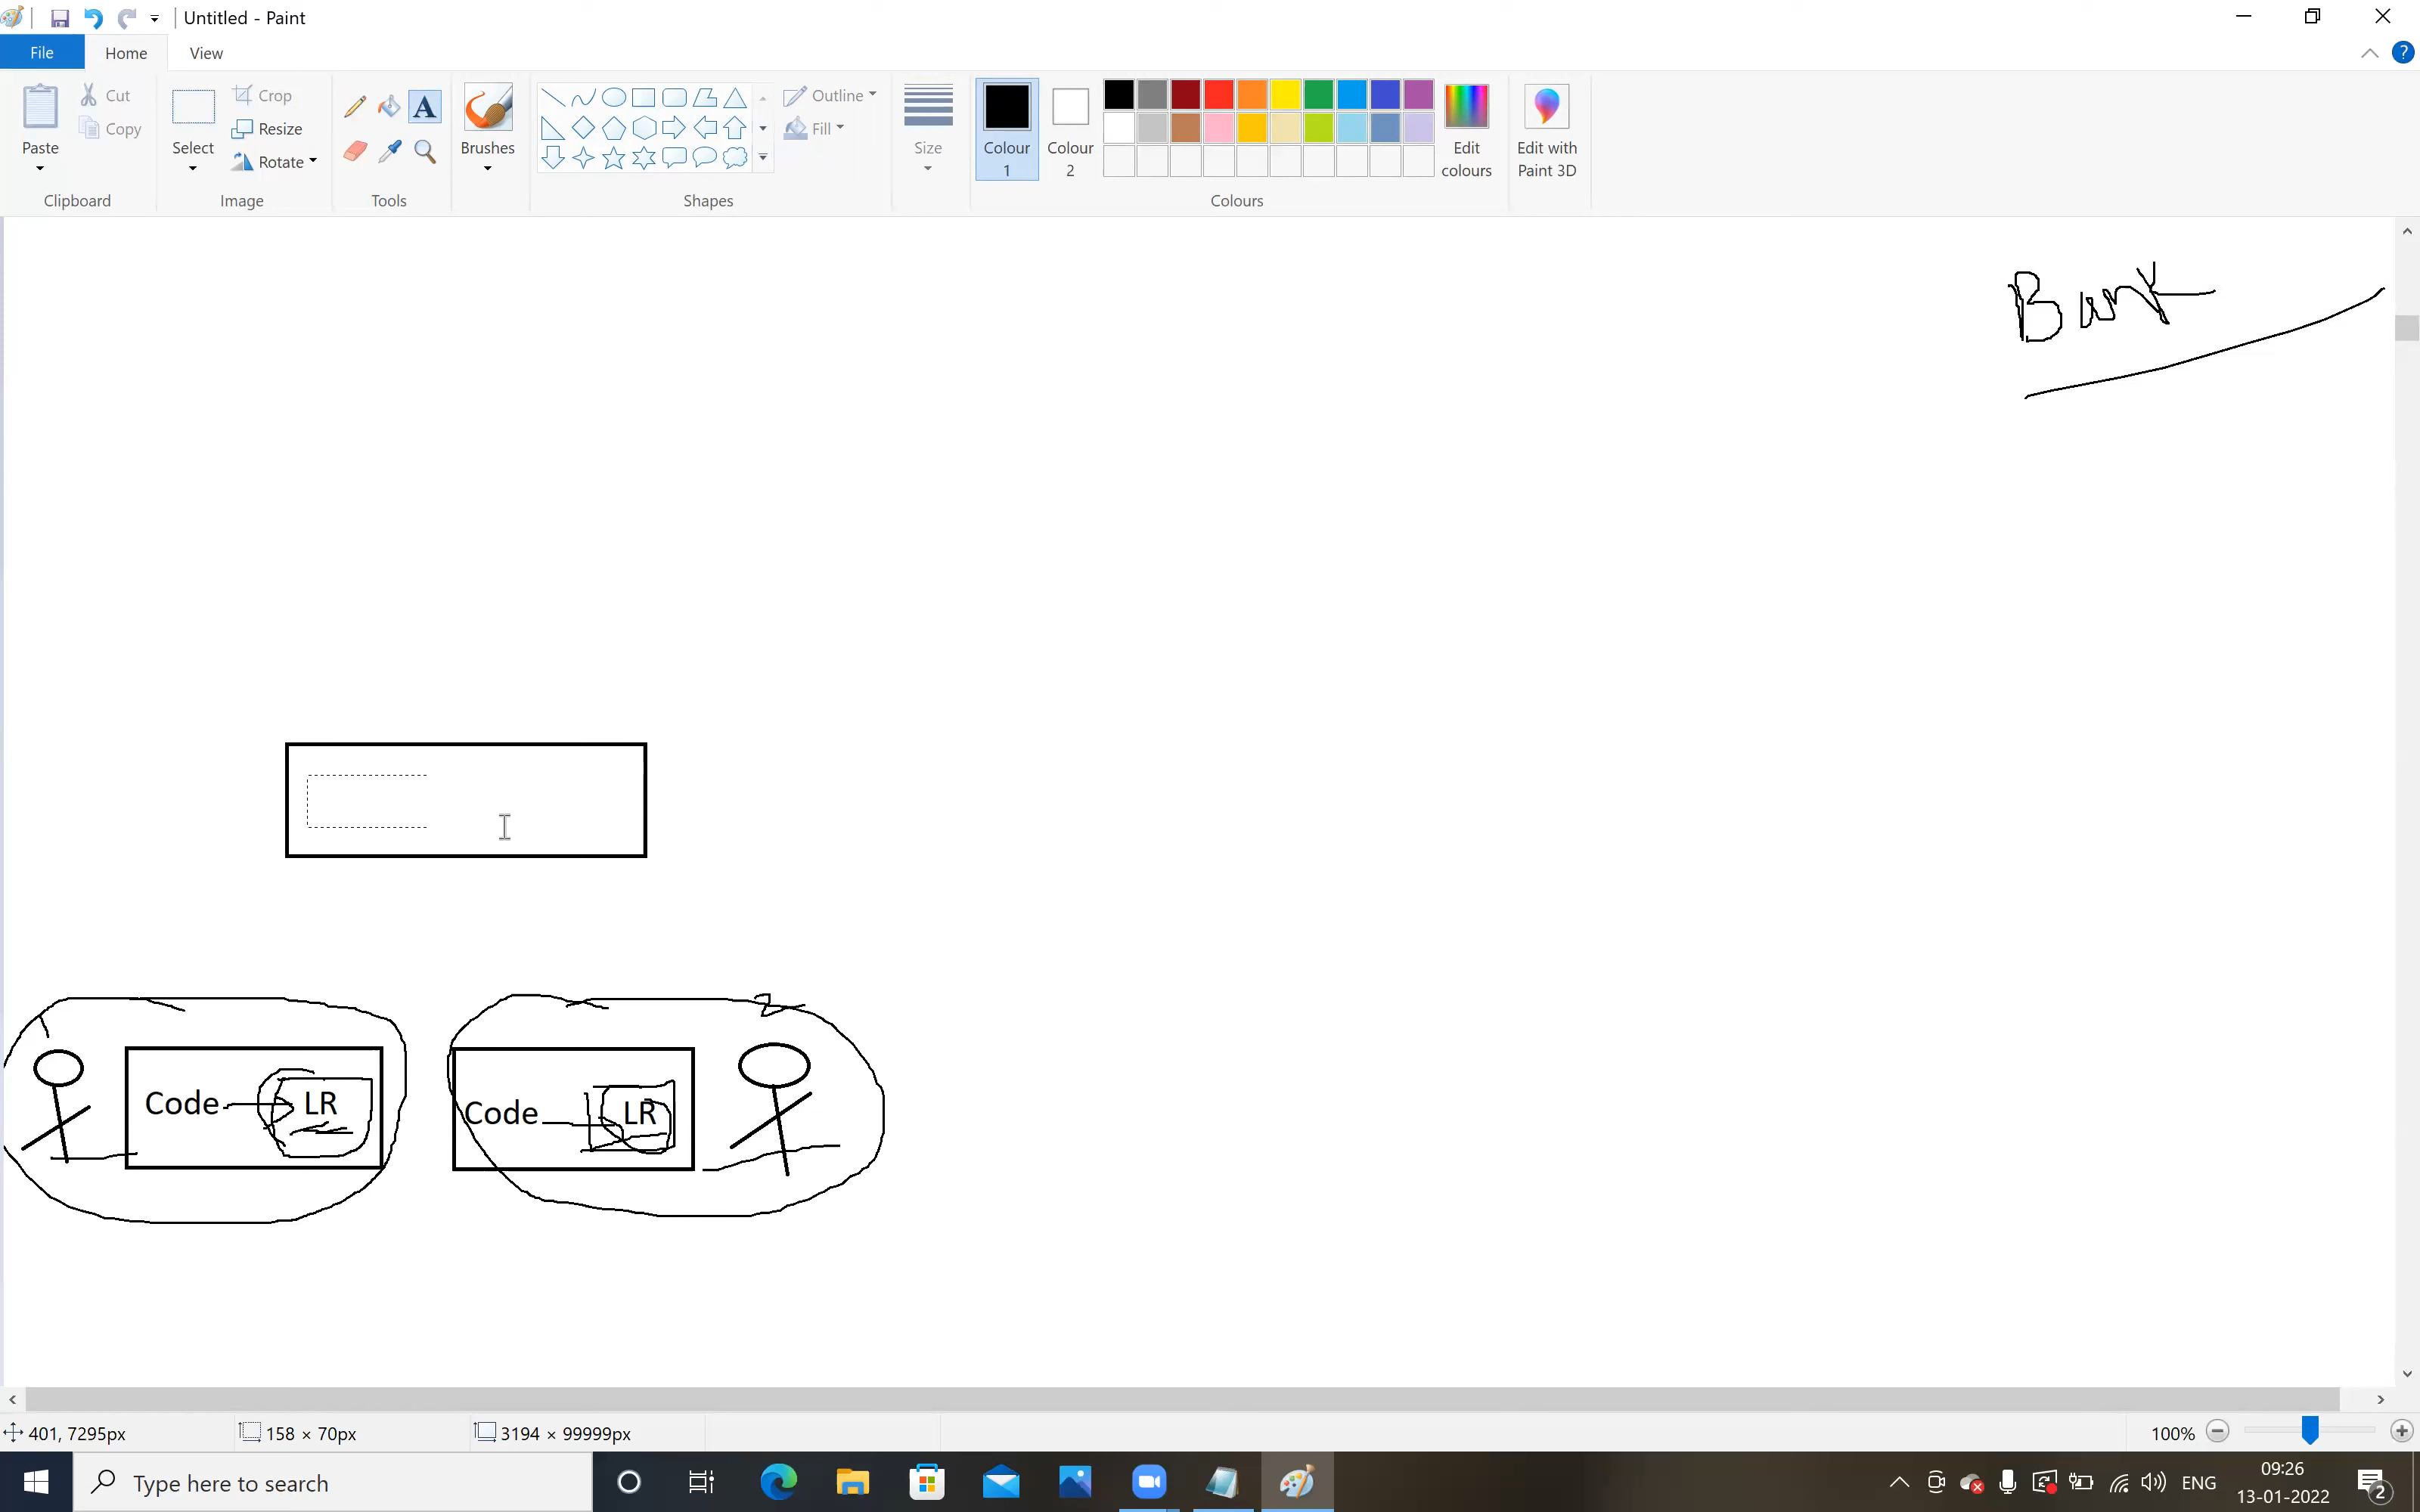 Untitled - Paint
File Home View
Paste
Cut
Copy
Clipboard
Select
Crop
Resize
Rotate
Image
Tools
Brushes
Shapes
Outline
Fill
Size
Colour 1
Colour 2
Edit colours
Colours
Edit with Paint 3D
Bank
Code LR
Code LR
401, 7295px
158 × 70px
3194 × 99999px
100%
Type here to search
ENG
09:26
13-01-2022
2